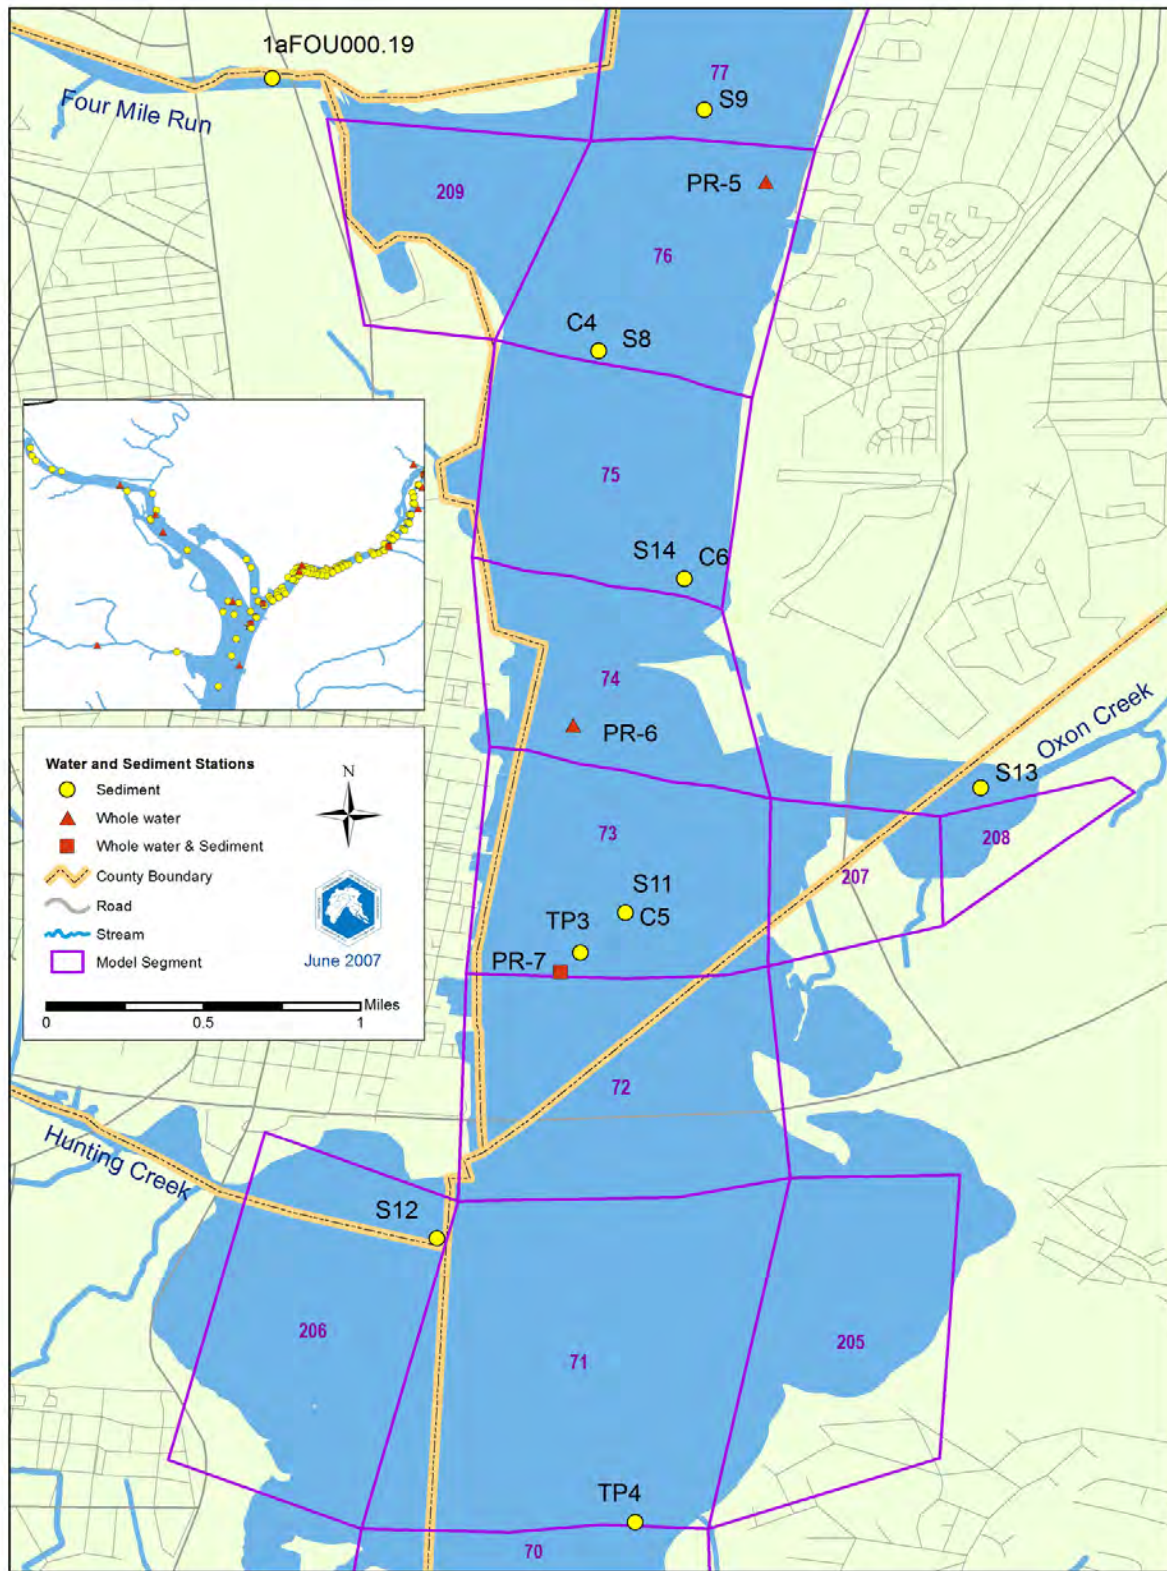 1aFOU000.19
Four Mile Run
77
S9
209
PR-5
76
C4
S8
75
S14
C6
74
PR-6
Oxon Creek
S13
73
208
207
S11
TP3
C5
PR-7
72
Water and Sediment Stations
Sediment
Whole water
Whole water & Sediment
County Boundary
Road
Stream
Model Segment
N
June 2007
Miles
0
0.5
1
Hunting Creek
S12
206
71
205
TP4
70